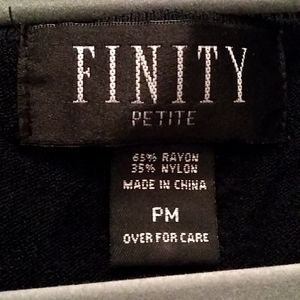 FINITY
PETITE
65% RAYON
35% NYLON
MADE IN CHINA
PM
OVER FOR CARE